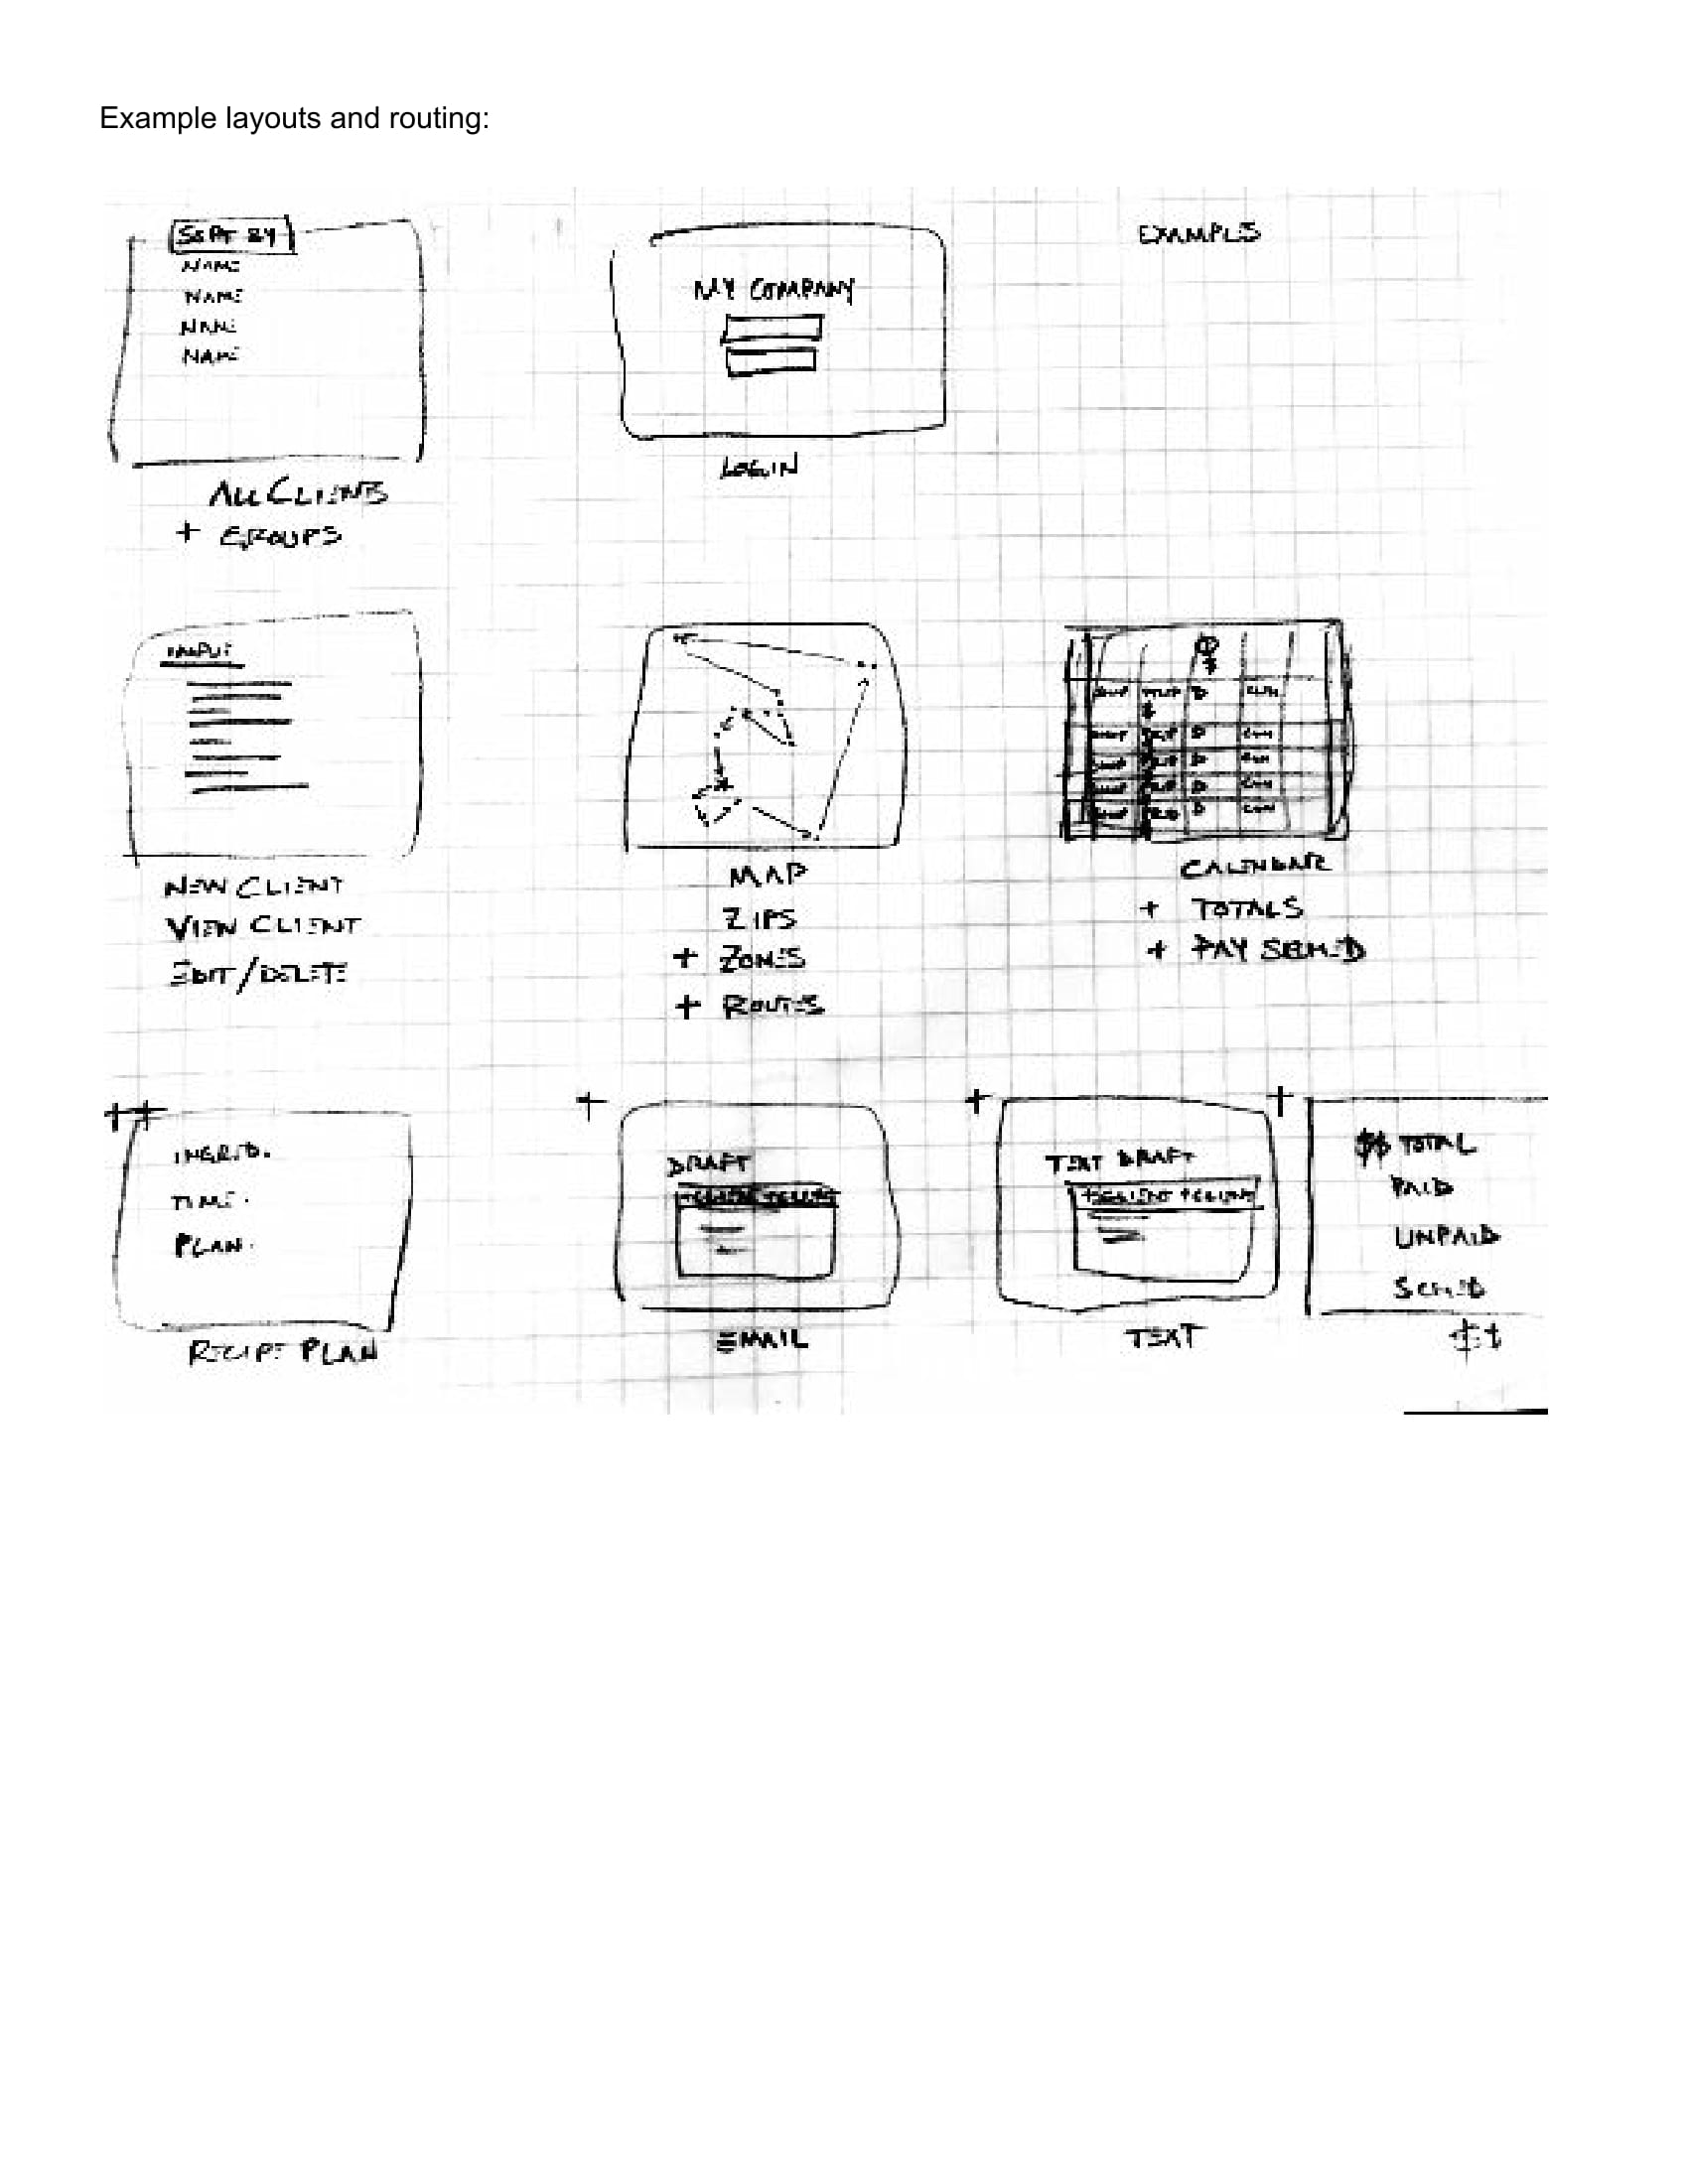 Example layouts and routing:
EXAMPLES
SORT BY
NAME
NAME
NAME
NAME
ALL CLIENTS
+ GROUPS
MY COMPANY
LOGIN
INPUT
NEW CLIENT
VIEW CLIENT
EDIT/DELETE
MAP
ZIPS
+ ZONES
+ ROUTES
CALENDAR
+ TOTALS
+ PAY SCHED
++
INGRED.
TIME.
PLAN.
RECIPE PLAN
+
DRAFT
EMAIL
+
TEXT DRAFT
+CLIENT +CLIENT
TEXT
+
$$ TOTAL
PAID
UNPAID
SCHED
$$